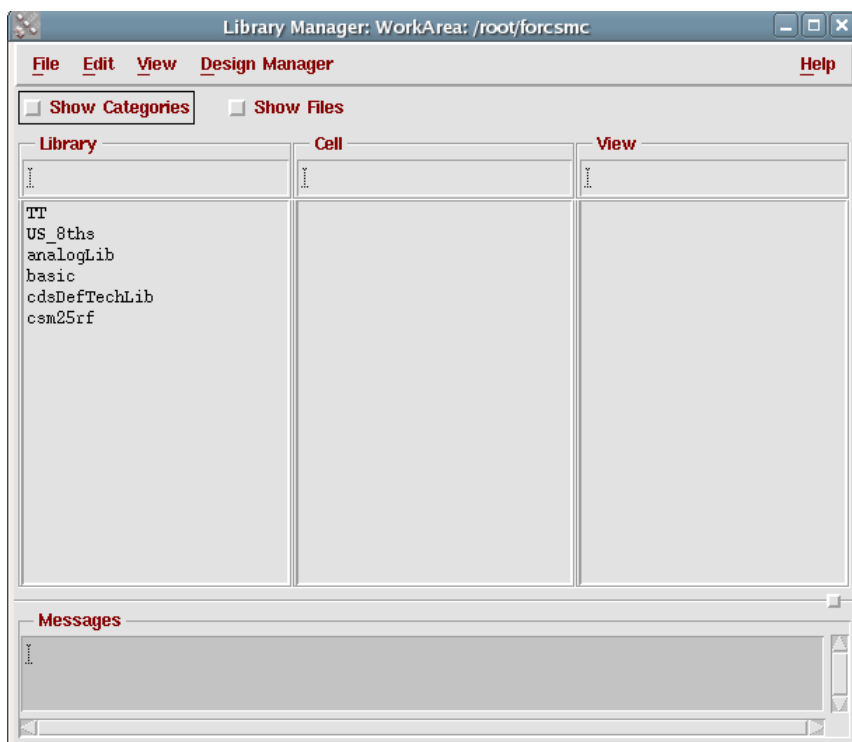 Library Manager: WorkArea: /root/forcsmc
File Edit View Design Manager Help
Show Categories Show Files
Library Cell View
TT
US_8ths
analogLib
basic
cdsDefTechLib
csm25rf
Messages